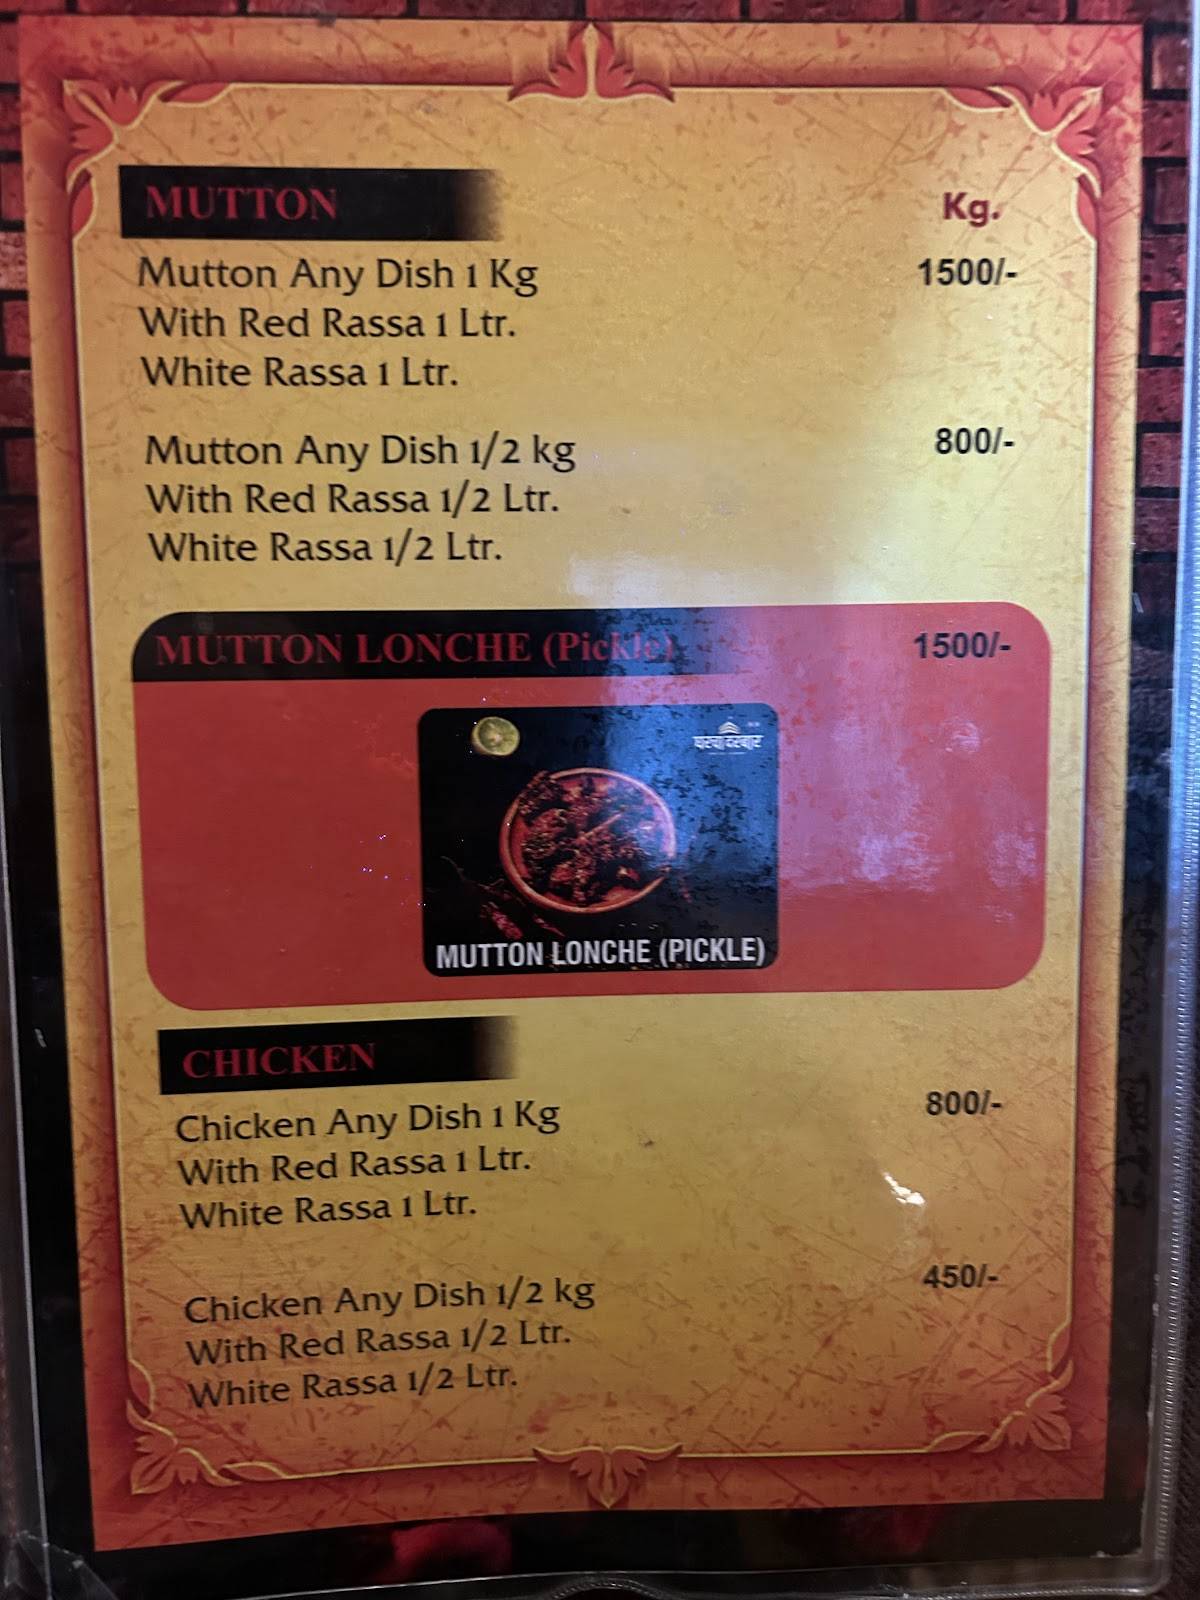 MUTTON
Kg.
Mutton Any Dish 1 Kg 1500/-
With Red Rassa 1 Ltr.
White Rassa 1 Ltr.
Mutton Any Dish 1/2 kg 800/-
With Red Rassa 1/2 Ltr.
White Rassa 1/2 Ltr.
MUTTON LONCHE (Pickle) 1500/-
घरचा दरबार
MUTTON LONCHE (PICKLE)
CHICKEN
Chicken Any Dish 1 Kg 800/-
With Red Rassa 1 Ltr.
White Rassa 1 Ltr.
Chicken Any Dish 1/2 kg 450/-
With Red Rassa 1/2 Ltr.
White Rassa 1/2 Ltr.